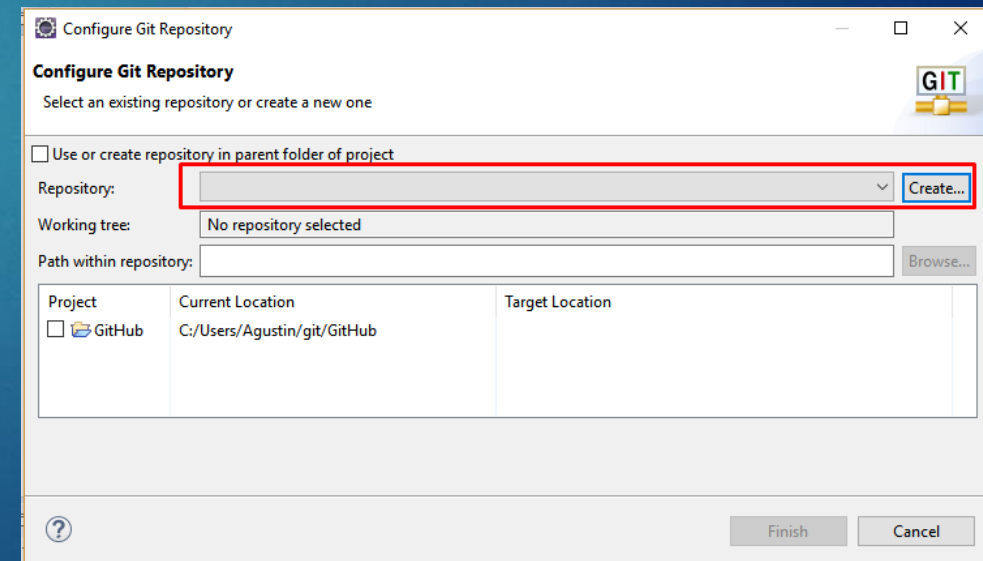 Configure Git Repository
Configure Git Repository
Select an existing repository or create a new one
GIT
Use or create repository in parent folder of project
Repository: Create...
Working tree: No repository selected
Path within repository: Browse...
Project Current Location Target Location
GitHub C:/Users/Agustin/git/GitHub
? Finish Cancel